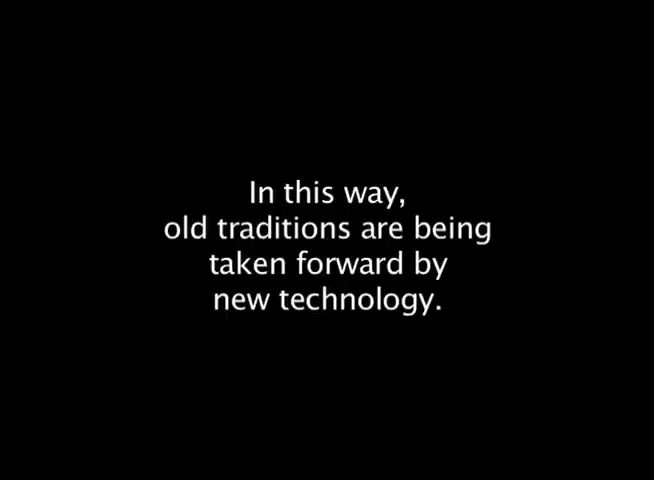 In this way,
old traditions are being
taken forward by
new technology.